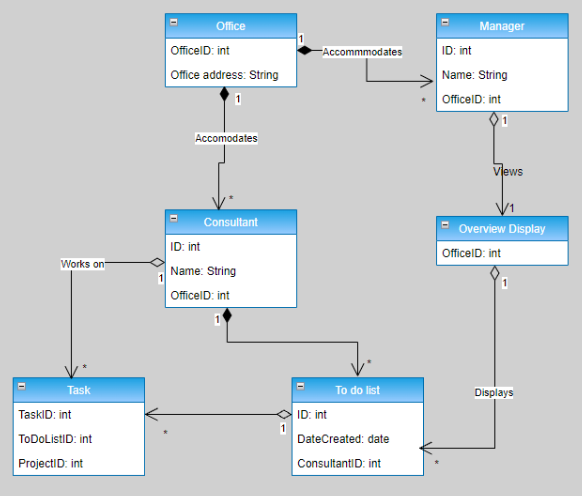 Office
OfficeID: int
Office address: String
1
Accommmodates
*
Manager
ID: int
Name: String
OfficeID: int
1
Accomodates
*
1
Views
1
Consultant
ID: int
Name: String
OfficeID: int
Overview Display
OfficeID: int
Works on
1
*
1
*
1
Displays
*
Task
TaskID: int
ToDoListID: int
ProjectID: int
To do list
ID: int
DateCreated: date
ConsultantID: int
1
*